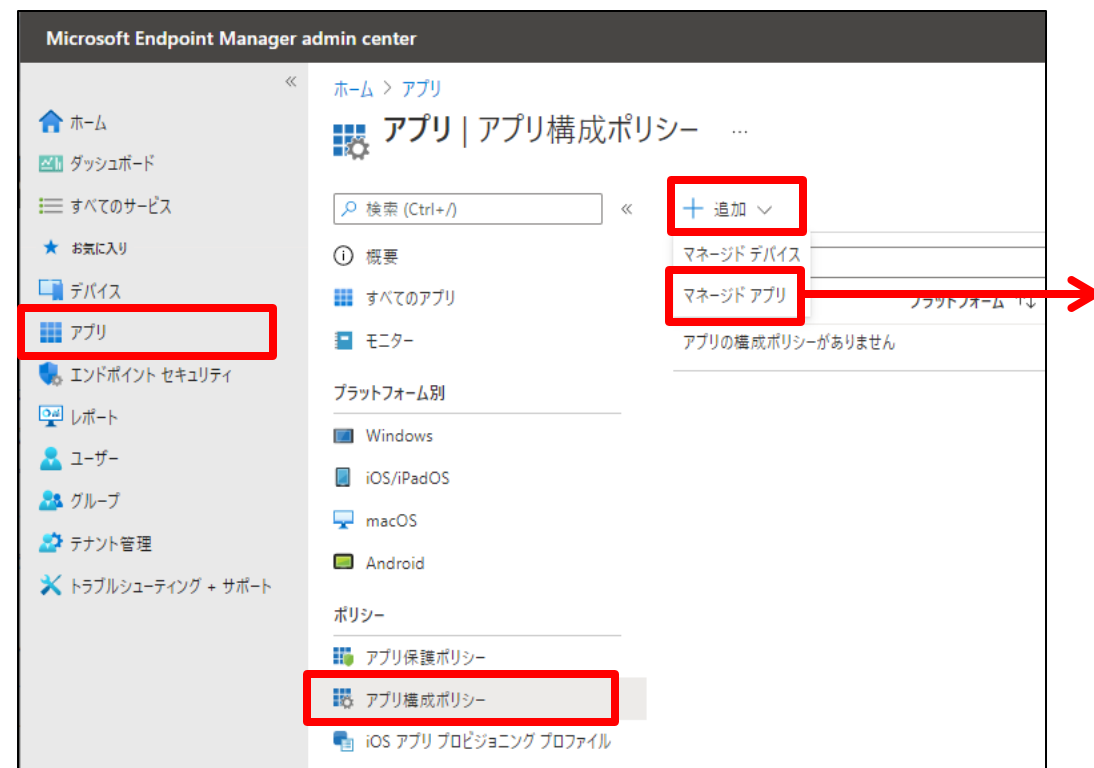 Microsoft Endpoint Manager admin center
«
ホーム
ダッシュボード
すべてのサービス
お気に入り
デバイス
アプリ
エンドポイント セキュリティ
レポート
ユーザー
グループ
テナント管理
トラブルシューティング + サポート
ホーム > アプリ
アプリ | アプリ構成ポリシー ...
検索 (Ctrl+/) «
概要
すべてのアプリ
モニター
プラットフォーム別
Windows
iOS/iPadOS
macOS
Android
ポリシー
アプリ保護ポリシー
アプリ構成ポリシー
iOS アプリ プロビジョニング プロファイル
+ 追加
マネージド デバイス
マネージド アプリ
プラットフォーム ↑↓
アプリの構成ポリシーがありません